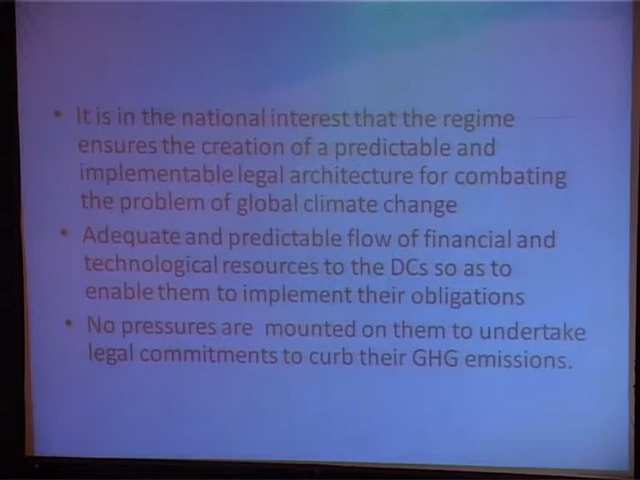 • It is in the national interest that the regime
ensures the creation of a predictable and
implementable legal architecture for combating
the problem of global climate change
• Adequate and predictable flow of financial and
technological resources to the DCs so as to
enable them to implement their obligations
• No pressures are mounted on them to undertake
legal commitments to curb their GHG emissions.